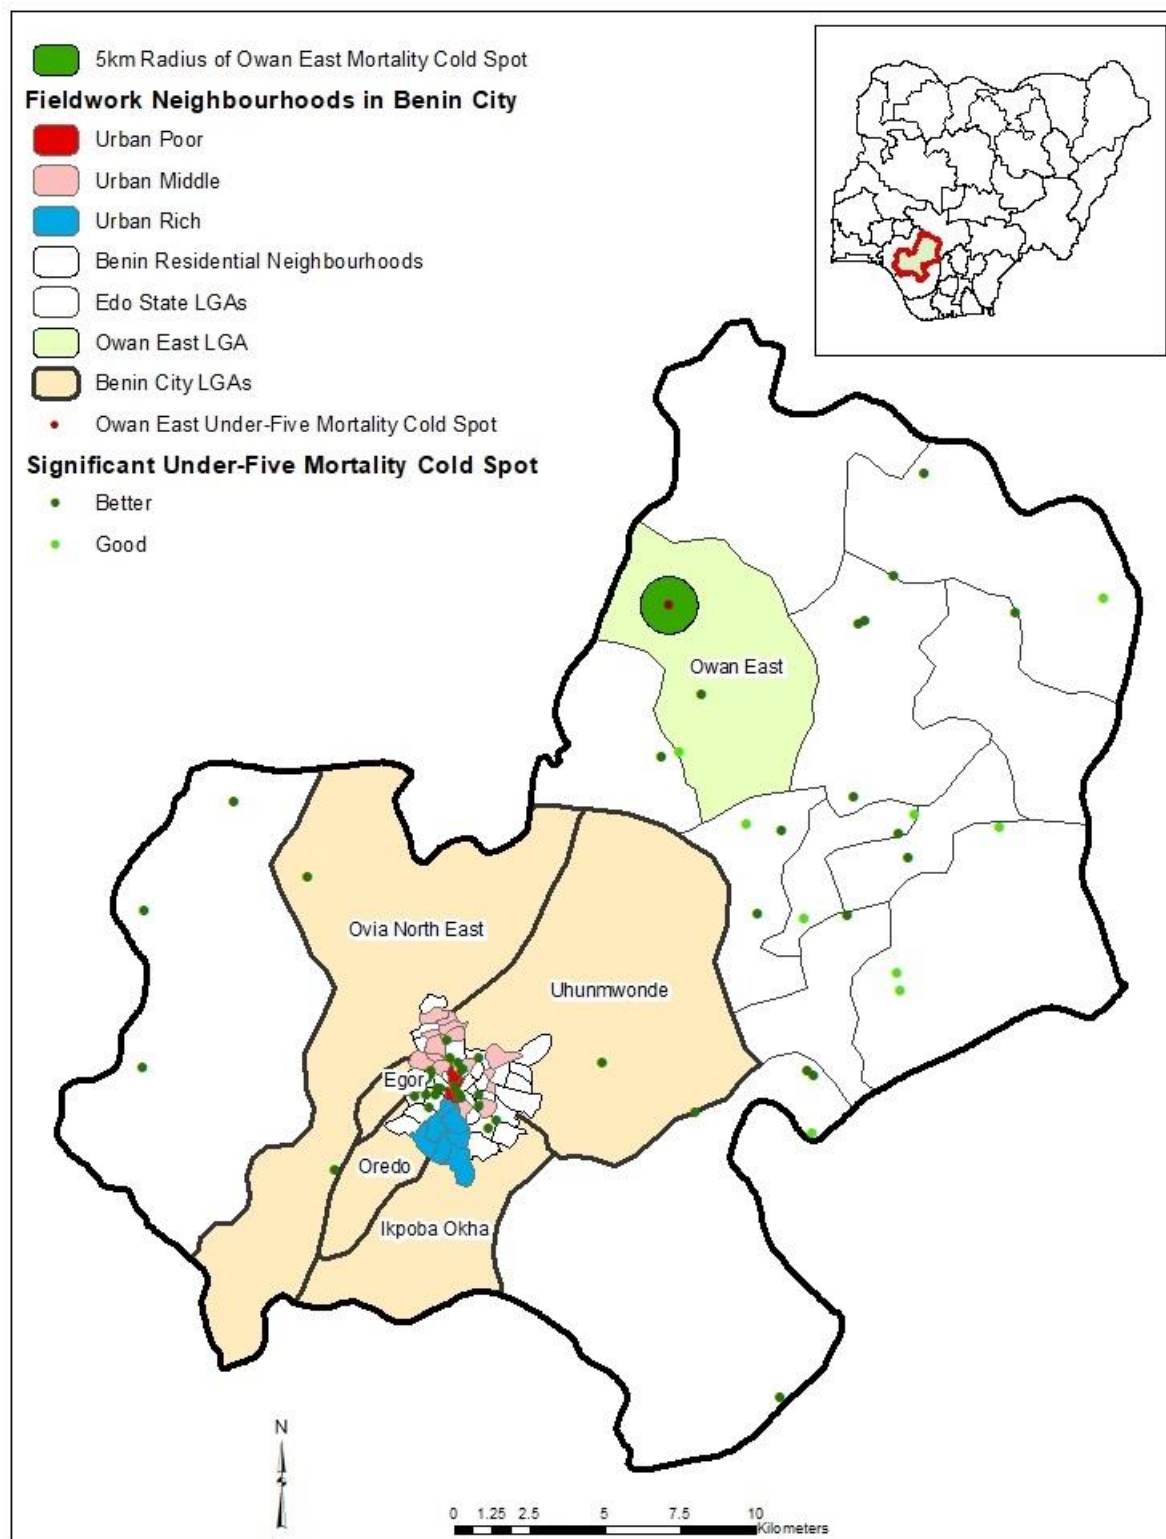 5km Radius of Owan East Mortality Cold Spot
Fieldwork Neighbourhoods in Benin City
Urban Poor
Urban Middle
Urban Rich
Benin Residential Neighbourhoods
Edo State LGAs
Owan East LGA
Benin City LGAs
Owan East Under-Five Mortality Cold Spot
Significant Under-Five Mortality Cold Spot
Better
Good
Owan East
Ovia North East
Uhunmwonde
Egor
Oredo
Ikpoba Okha
N
0 1.25 2.5 5 7.5 10
Kilometers